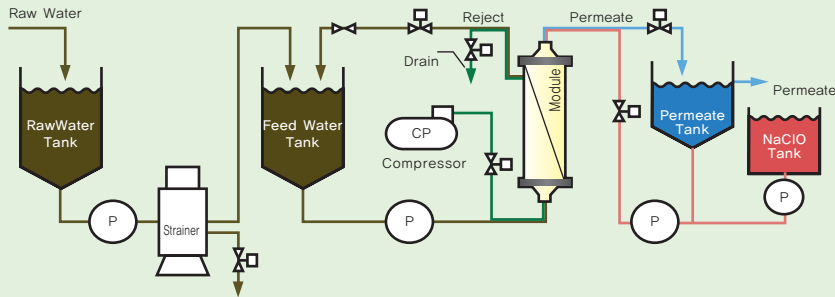 Raw Water
Reject
Permeate
Drain
Module
RawWater
Tank
Feed Water
Tank
CP
Compressor
Permeate
Tank
Permeate
NaClO
Tank
P
Strainer
P
P
P